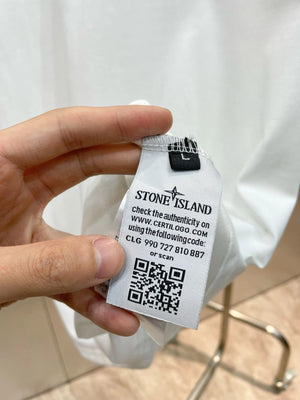 L
STONE ISLAND
check the authenticity on
WWW.CERTILOGO.COM
using the following code:
CLG 990 727 810 887
or scan